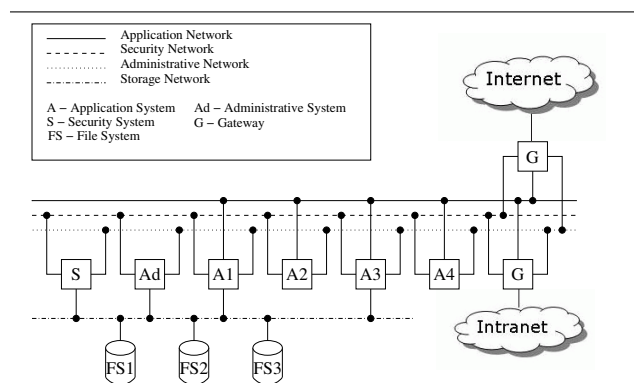 Application Network
Security Network
Administrative Network
Storage Network
A – Application System Ad – Administrative System
S – Security System G – Gateway
FS – File System
Internet
G
S Ad A1 A2 A3 A4 G
Intranet
FS1 FS2 FS3